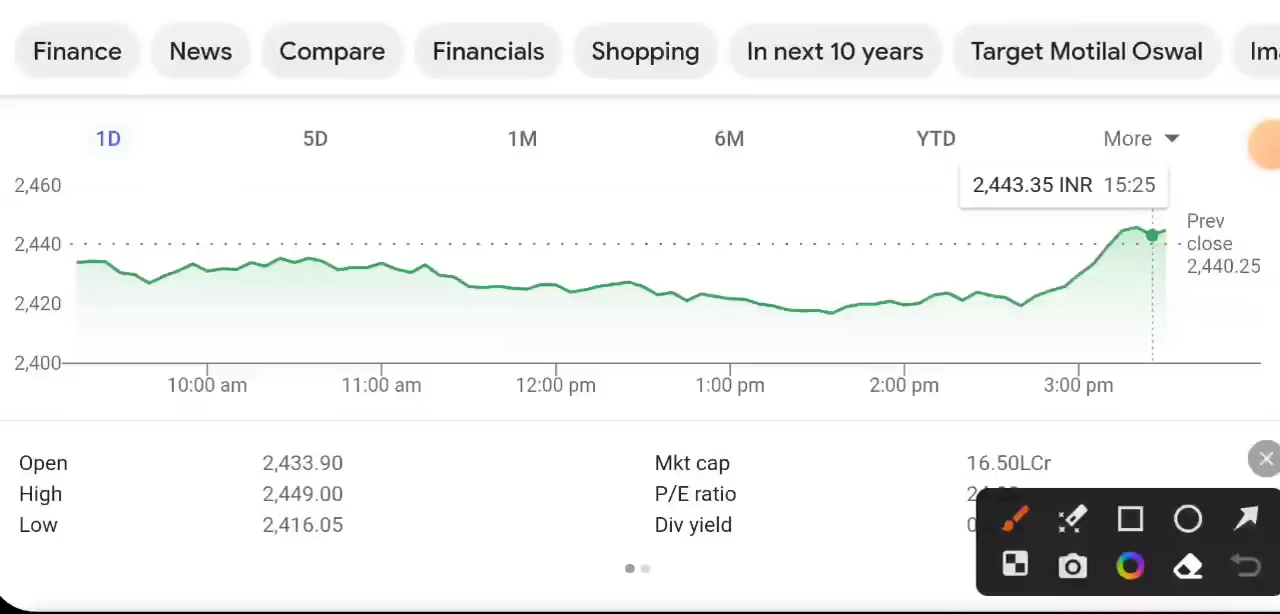 Finance News Compare Financials Shopping In next 10 years Target Motilal Oswal
1D 5D 1M 6M YTD More
2,443.35 INR 15:25
2,460
Prev
close
2,440.25
2,440
2,420
2,400
10:00 am 11:00 am 12:00 pm 1:00 pm 2:00 pm 3:00 pm
Open 2,433.90 Mkt cap 16.50LCr
High 2,449.00 P/E ratio
Low 2,416.05 Div yield